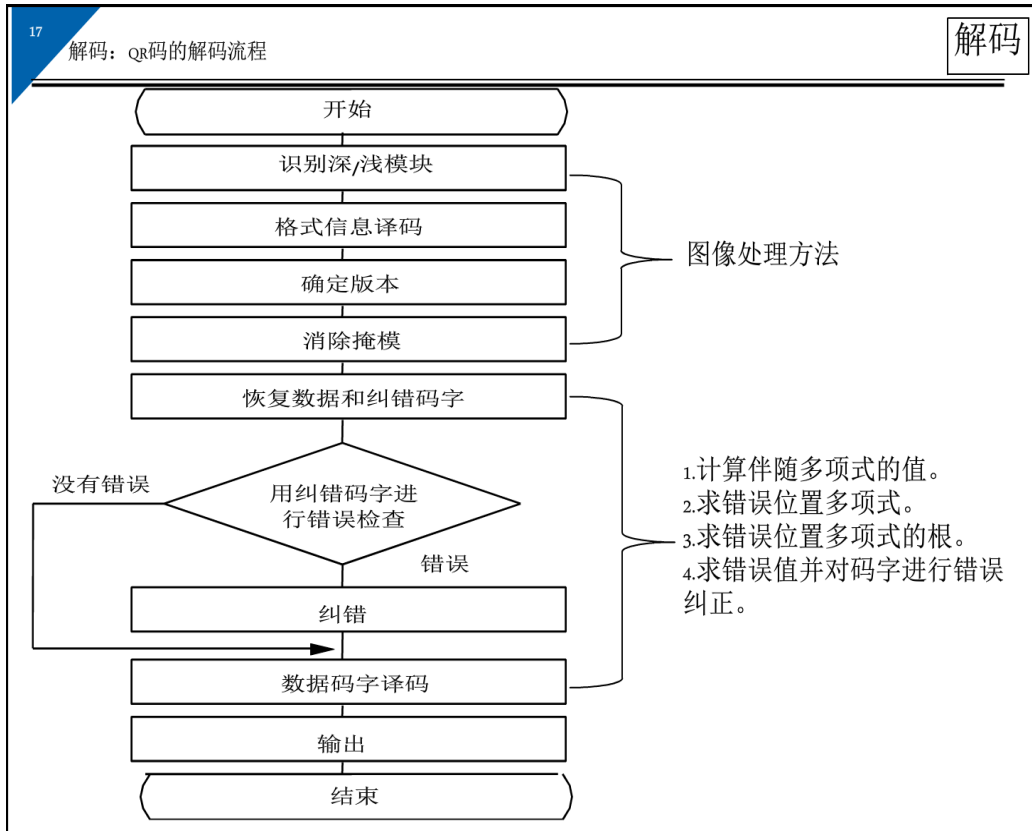 17
解码：QR码的解码流程
解码
开始
识别深/浅模块
格式信息译码
确定版本
消除掩模
图像处理方法
恢复数据和纠错码字
没有错误
用纠错码字进
行错误检查
错误
纠错
数据码字译码
输出
结束
1.计算伴随多项式的值。
2.求错误位置多项式。
3.求错误位置多项式的根。
4.求错误值并对码字进行错误
纠正。